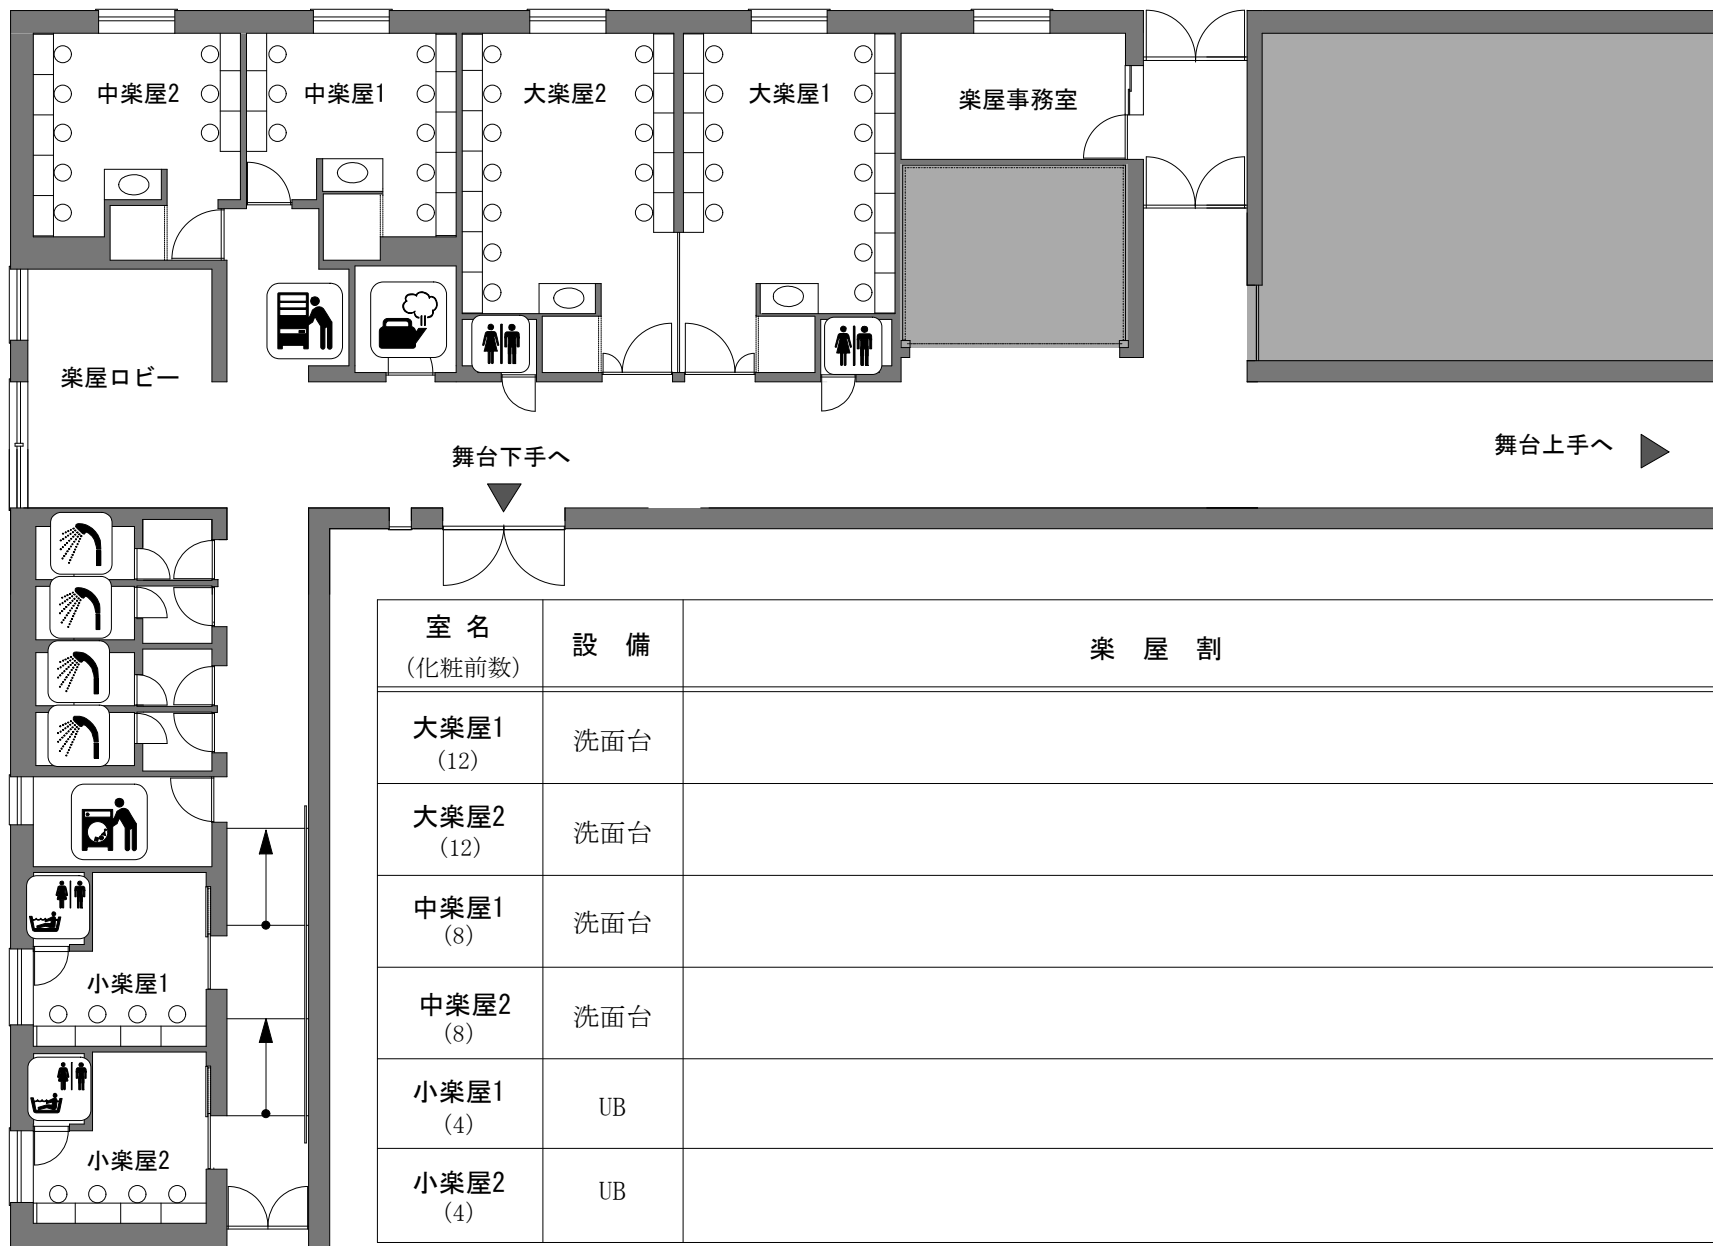 中楽屋2
中楽屋1
大楽屋2
大楽屋1
楽屋事務室
楽屋ロビー
舞台下手へ
舞台上手へ
小楽屋1
小楽屋2
室 名
(化粧前数)
設 備
楽 屋 割
大楽屋1
(12)
洗面台
大楽屋2
(12)
洗面台
中楽屋1
(8)
洗面台
中楽屋2
(8)
洗面台
小楽屋1
(4)
UB
小楽屋2
(4)
UB